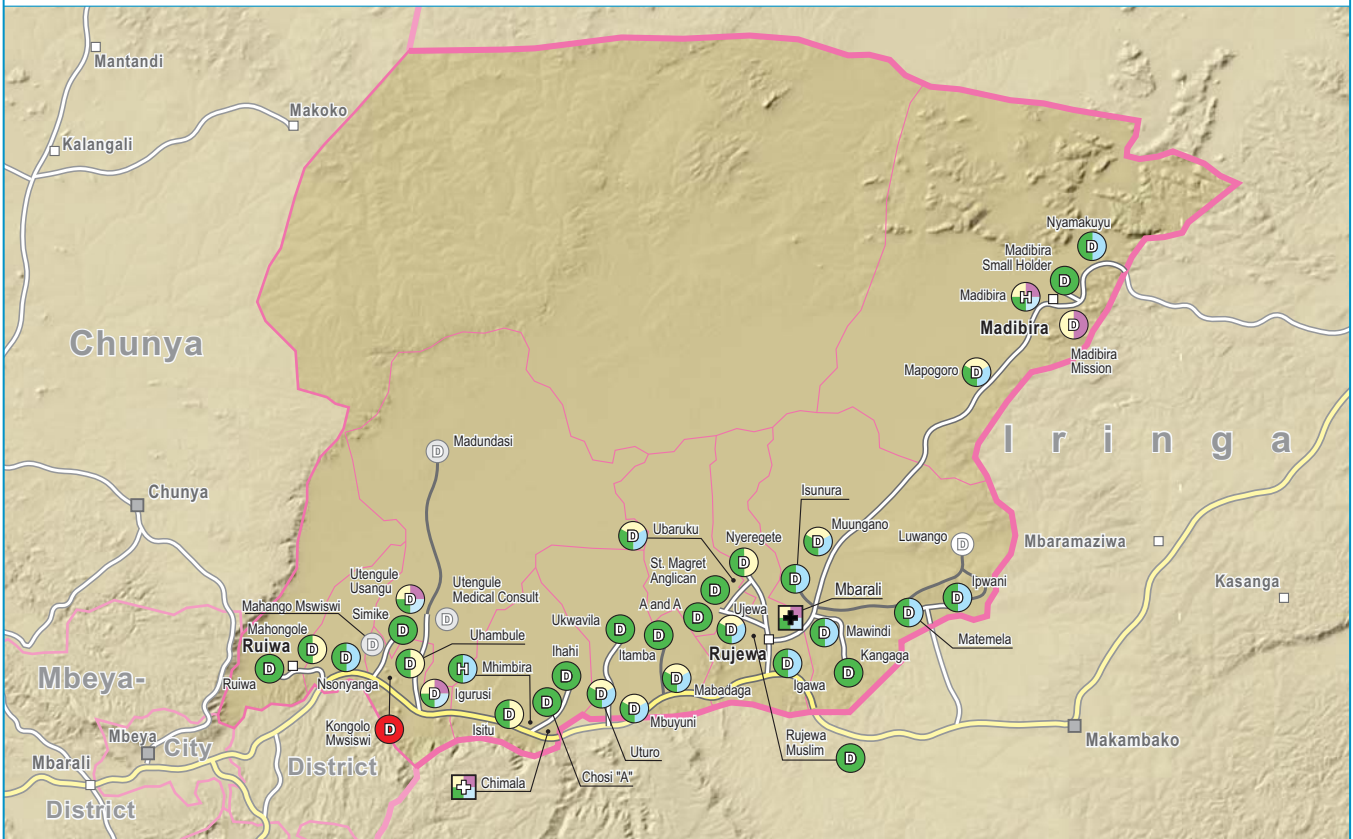 Mantandi
Makoko
Kalangali
Nyamakuyu
Madibira
Small Holder
D
D
Madibira
H
Madibira
D
Madibira
Mission
Chunya
Mapogoro
D
Iringa
D
Madundasi
Chunya
Isunura
Ubaruku
D
Nyeregete
D
Muungano
D
Luwango
D
Mbaramaziwa
Kasanga
St. Magret
Anglican
D
D
Ipwani
D
Utengule
Usangu
D
Utengule
Medical Consult
D
A and A
D
Ujewa
D
Mbarali
Mahango Mswiswi
D
Simike
D
Ukwavila
D
D
Matemela
Mahongole
D
Itamba
D
Rujewa
D
Mawindi
Ruiwa
Uhambule
D
Ihahi
Kangaga
D
Ruiwa
D
Nsonyanga
D
H
Mhimbira
D
D
Igawa
Mbeya-
D
Igurusi
D
Mabadaga
D
D
Mbuyuni
D
Isitu
D
Kongolo
Mwsiswi
D
Uturo
Rujewa
Muslim
D
Makambako
Mbeya
City
Mbarali
District
District
Chimala
Chosi "A"